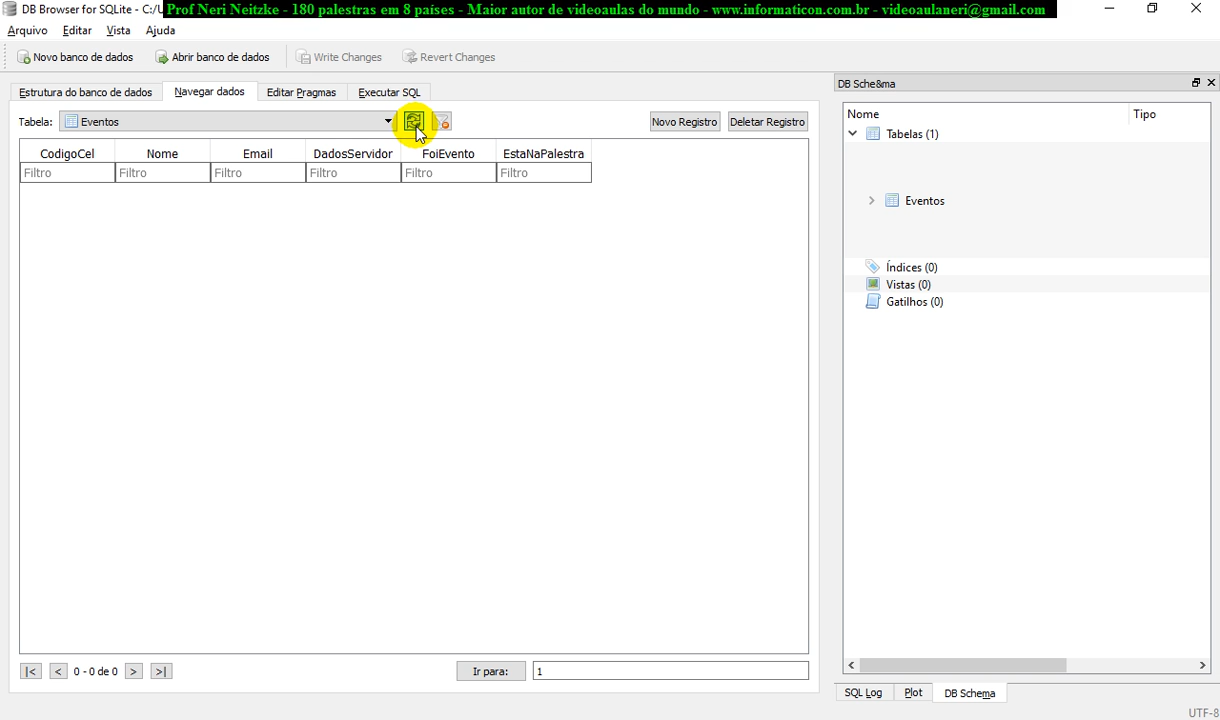 DB Browser for SQLite - C:/U
Prof Neri Neitzke - 180 palestras em 8 países - Maior autor de videoaulas do mundo - www.informaticon.com.br - videoaulaneri@gmail.com
Arquivo Editar Vista Ajuda
Novo banco de dados Abrir banco de dados Write Changes Revert Changes
Estrutura do banco de dados Navegar dados Editar Pragmas Executar SQL
Tabela: Eventos Novo Registro Deletar Registro
CodigoCel Nome Email DadosServidor FoiEvento EstaNaPalestra
Filtro Filtro Filtro Filtro Filtro Filtro
|< < 0 - 0 de 0 > >| Ir para: 1
DB Sche&ma
Nome Tipo
Tabelas (1)
Eventos
Índices (0)
Vistas (0)
Gatilhos (0)
SQL Log Plot DB Schema
UTF-8